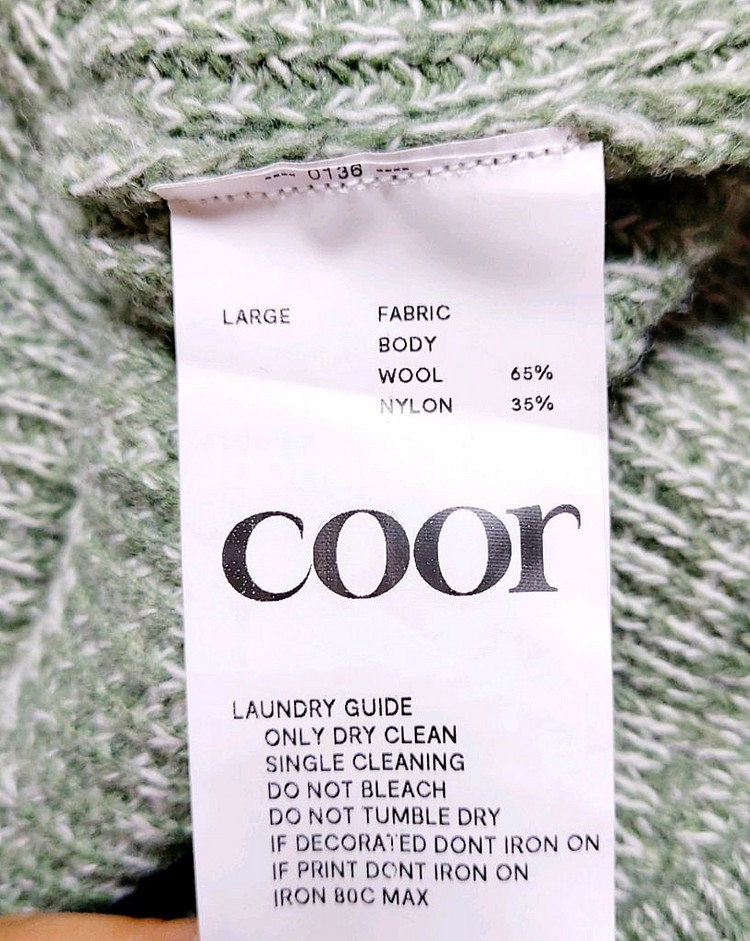 ---- 0136 ----
LARGE FABRIC
BODY
WOOL 65%
NYLON 35%
coor
LAUNDRY GUIDE
ONLY DRY CLEAN
SINGLE CLEANING
DO NOT BLEACH
DO NOT TUMBLE DRY
IF DECORATED DONT IRON ON
IF PRINT DONT IRON ON
IRON 80C MAX